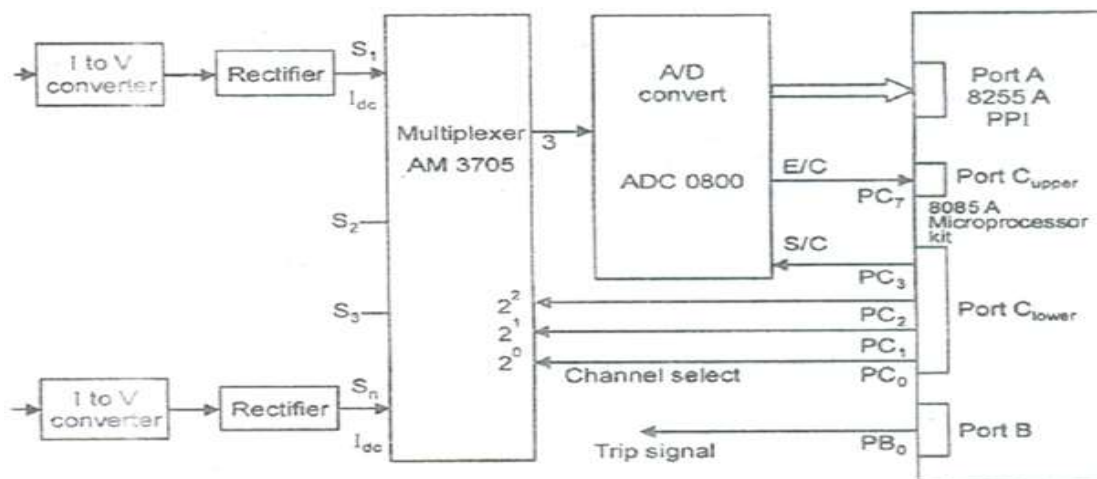 I to V
converter
Rectifier
S1
Idc
Multiplexer
AM 3705
3
A/D
convert
ADC 0800
Port A
8255 A
PPI
E/C
PC7
Port Cupper
8085 A
Microprocessor
kit
S/C
PC3
S2
S3
2^2
2^1
2^0
PC2
PC1
PC0
Port Clower
Channel select
I to V
converter
Rectifier
Sn
Idc
Trip signal
PB0
Port B